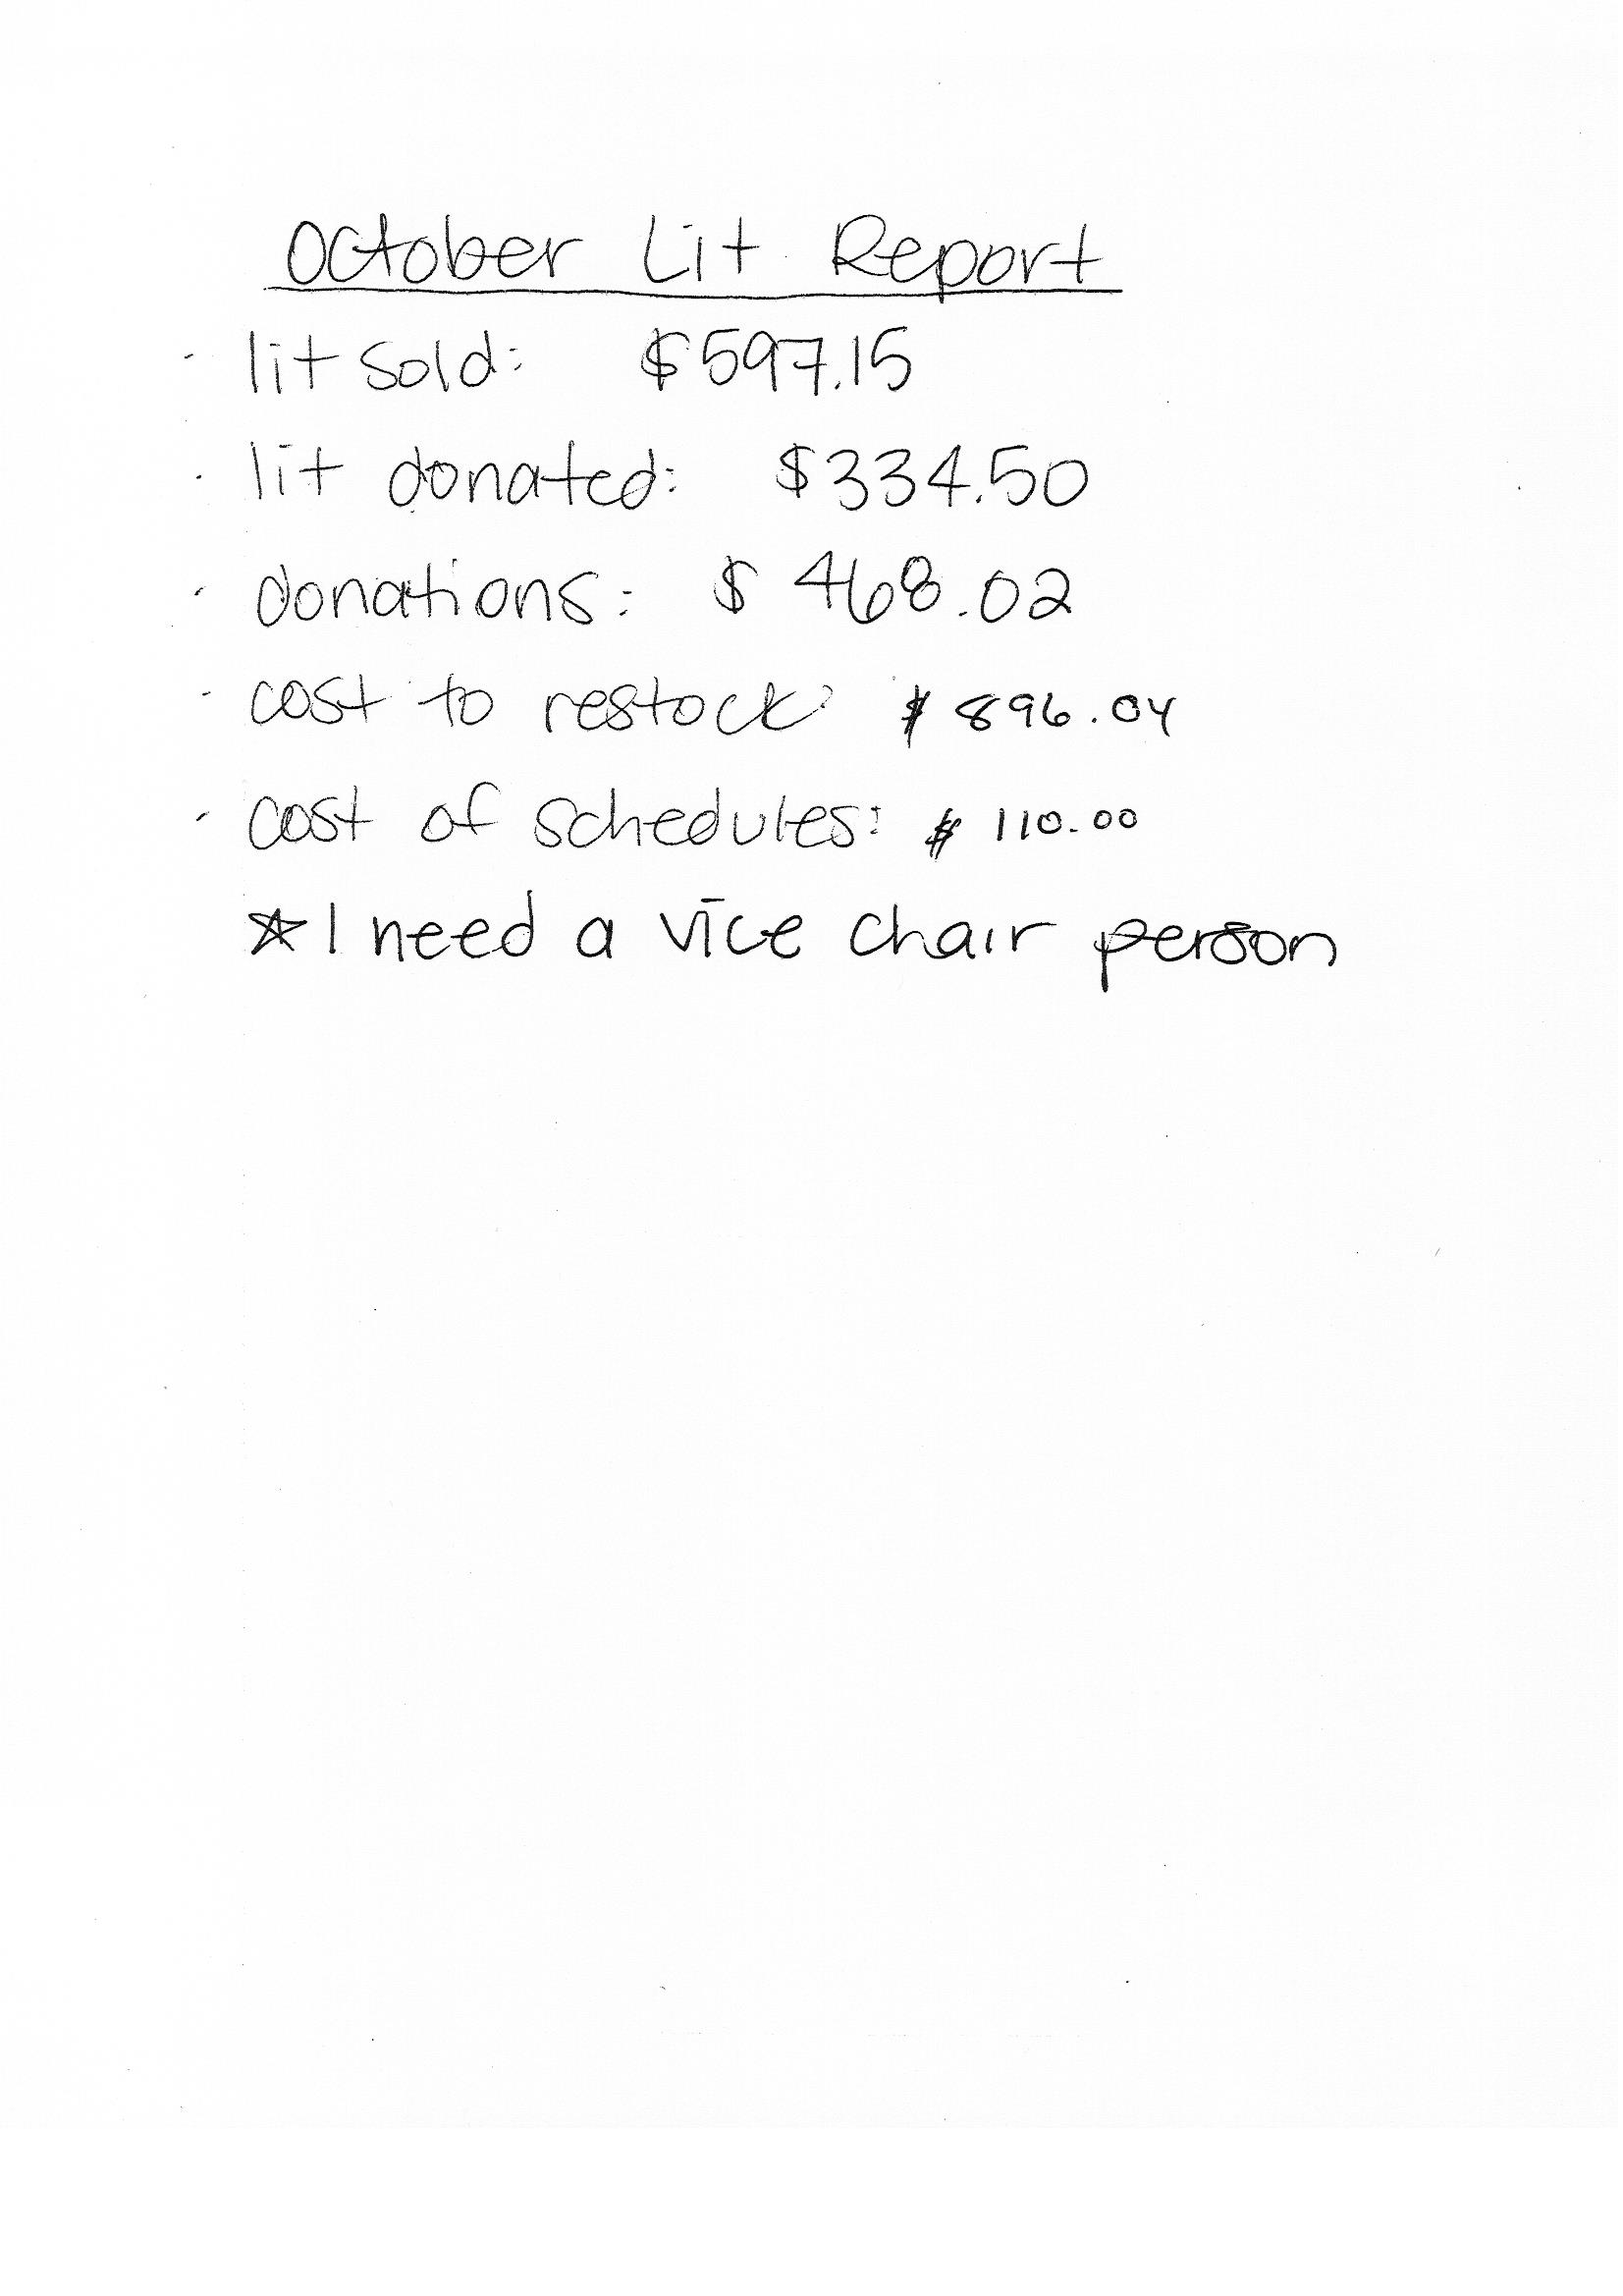 October Lit Report
- lit sold: $597.15
- lit donated: $334.50
- donations: $ 468.02
- cost to restock: $ 896.04
- cost of schedules: $ 110.00
☆ I need a vice chair person